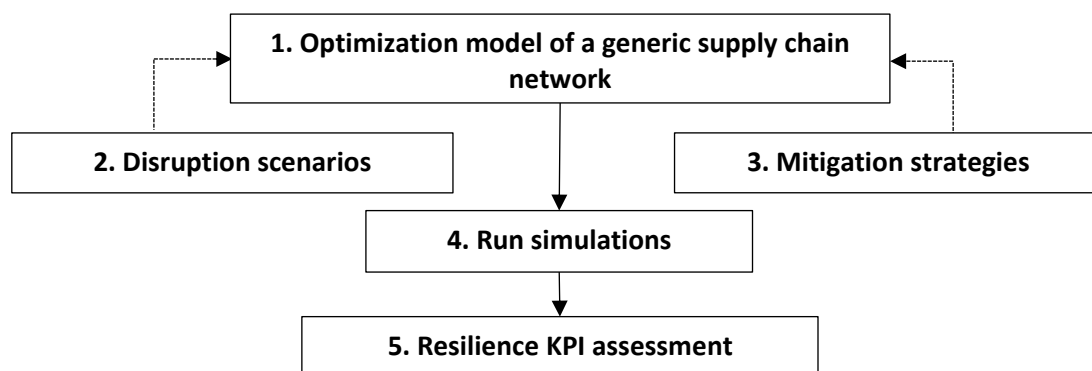 1. Optimization model of a generic supply chain
network
2. Disruption scenarios
3. Mitigation strategies
4. Run simulations
5. Resilience KPI assessment